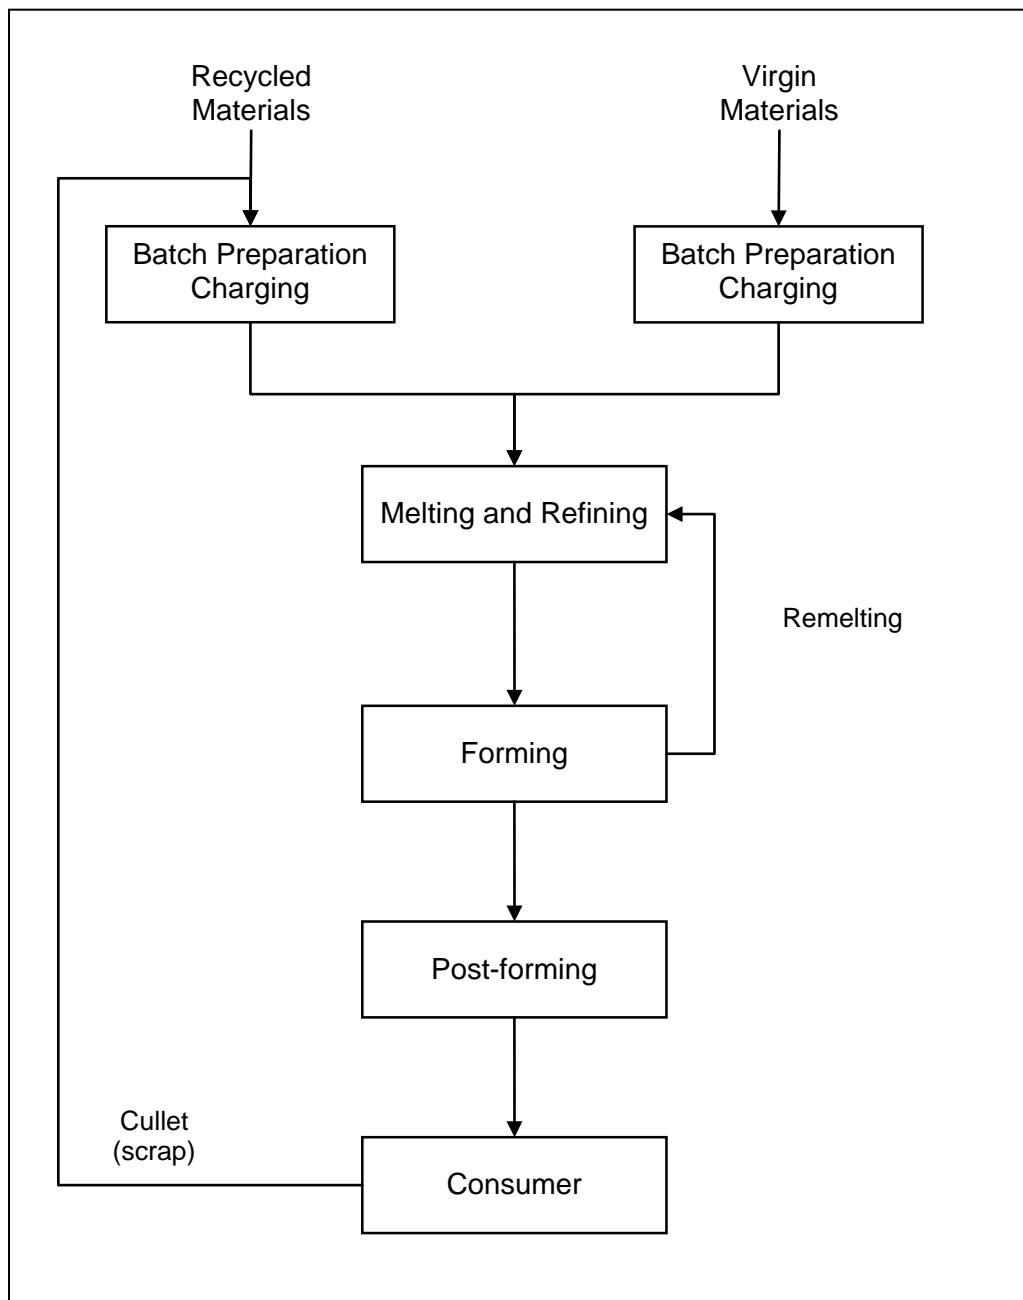 Recycled
Materials
Virgin
Materials
Batch Preparation
Charging
Batch Preparation
Charging
Melting and Refining
Remelting
Forming
Post-forming
Cullet
(scrap)
Consumer